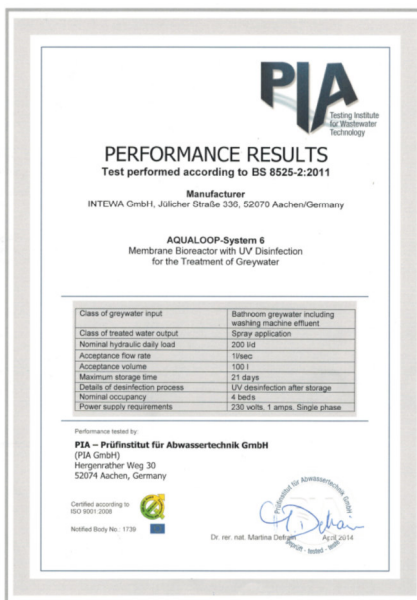 PIA
Testing Institute
for Wastewater
Technology
PERFORMANCE RESULTS
Test performed according to BS 8525-2:2011
Manufacturer
INTEWA GmbH, Jülicher Straße 336, 52070 Aachen/Germany
AQUALOOP-System 6
Membrane Bioreactor with UV Disinfection
for the Treatment of Greywater
Class of greywater input Bathroom greywater including
washing machine effluent
Class of treated water output Spray application
Nominal hydraulic daily load 200 l/d
Acceptance flow rate 1l/sec
Acceptance volume 100 l
Maximum storage time 21 days
Details of desinfection process UV desinfection after storage
Nominal occupancy 4 beds
Power supply requirements 230 volts, 1 amps, Single phase
Performance tested by:
PIA – Prüfinstitut für Abwassertechnik GmbH
(PIA GmbH)
Hergenrather Weg 30
52074 Aachen, Germany
Certified according to
ISO 9001:2008
Notified Body No.: 1739
Prüfinstitut für Abwassertechnik GmbH
geprüft - tested -
Dr. rer. nat. Martina Defrain April 2014